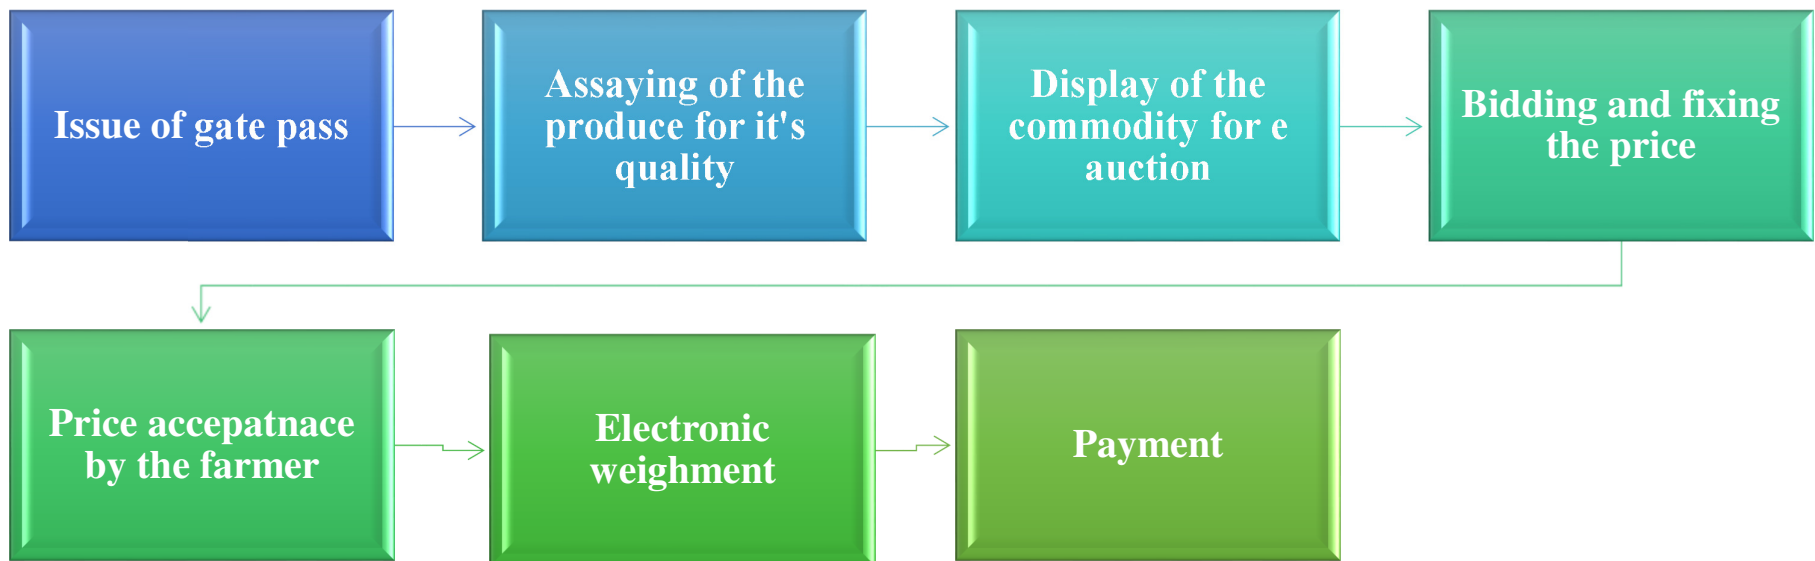 Issue of gate pass
Assaying of the
produce for it's
quality
Display of the
commodity for e
auction
Bidding and fixing
the price
Price accepatnace
by the farmer
Electronic
weighment
Payment